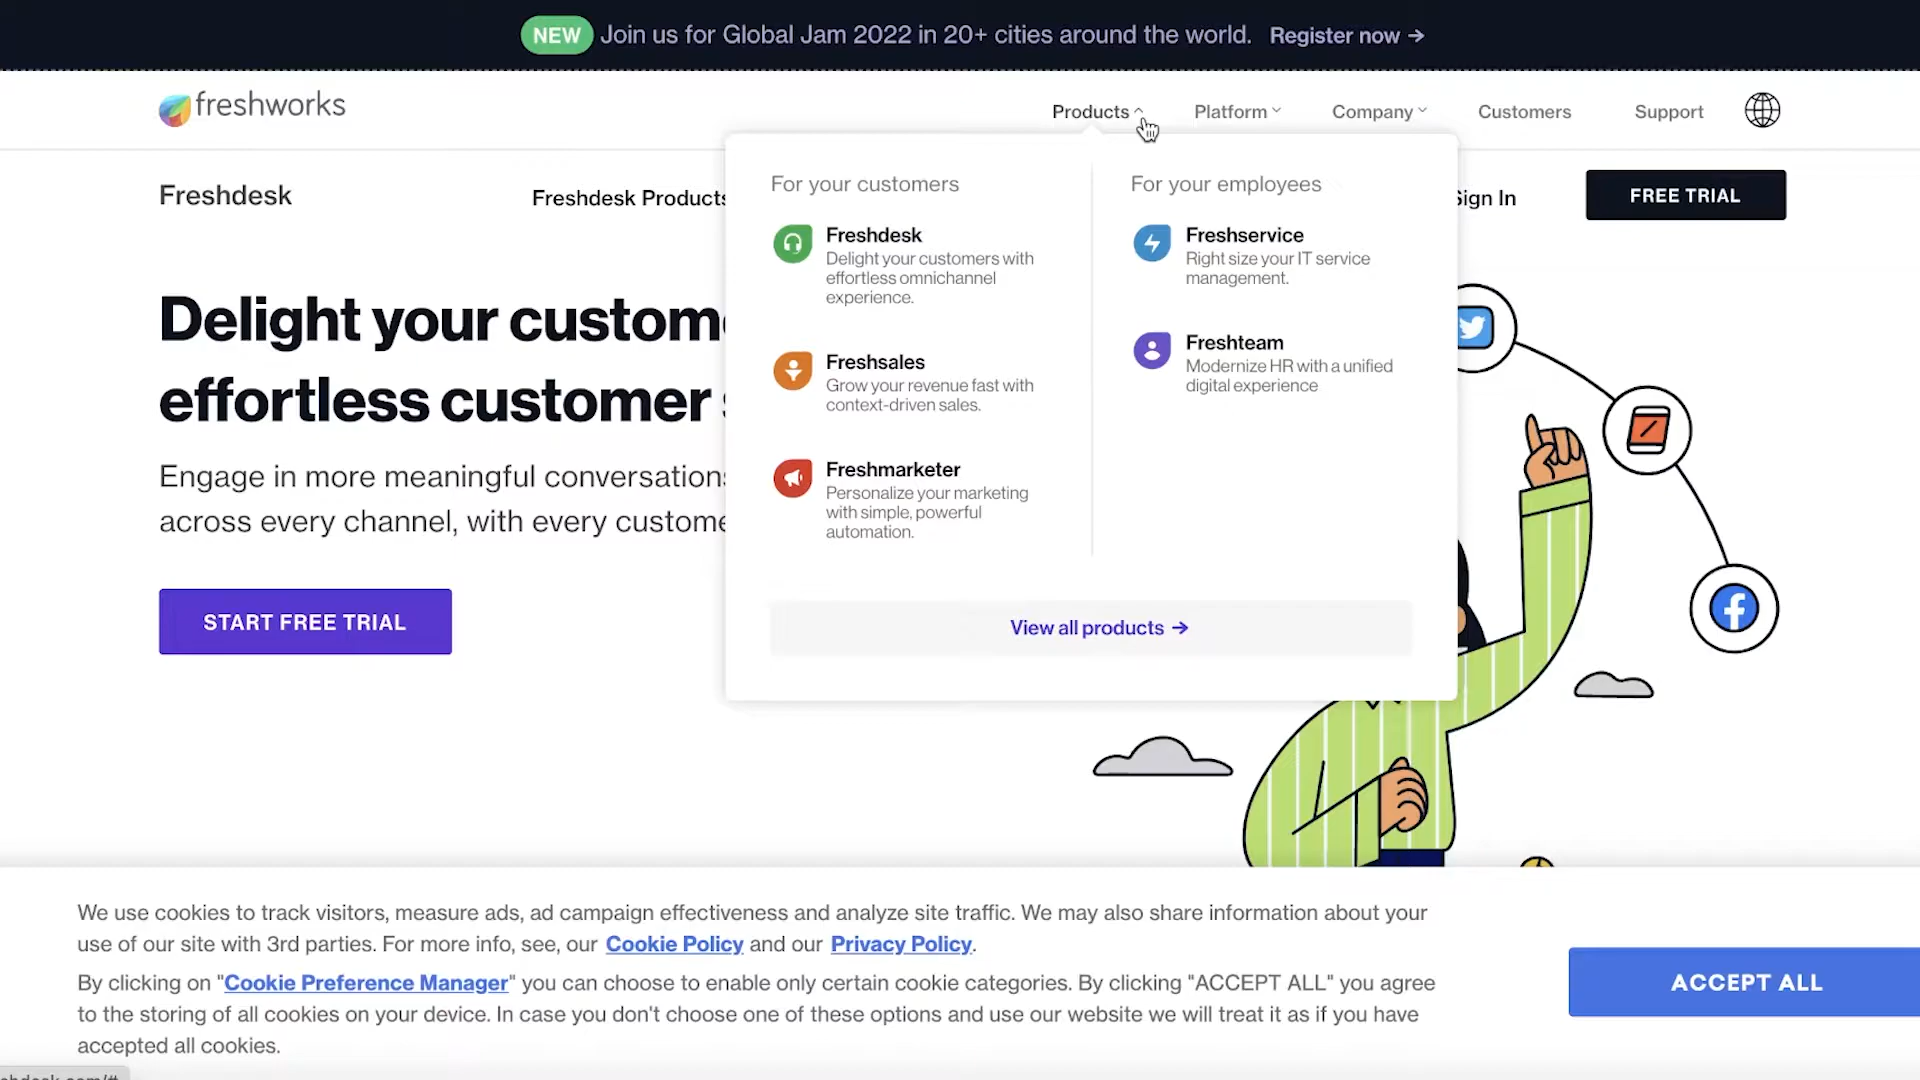 NEW Join us for Global Jam 2022 in 20+ cities around the world. Register now →
freshworks
Products Platform Company Customers Support
Freshdesk
Freshdesk Products
Sign In
FREE TRIAL
For your customers
Freshdesk
Delight your customers with
effortless omnichannel
experience.
Freshsales
Grow your revenue fast with
context-driven sales.
Freshmarketer
Personalize your marketing
with simple, powerful
automation.
For your employees
Freshservice
Right size your IT service
management.
Freshteam
Modernize HR with a unified
digital experience
View all products →
Delight your custome
effortless customer
Engage in more meaningful conversations
across every channel, with every custome
START FREE TRIAL
We use cookies to track visitors, measure ads, ad campaign effectiveness and analyze site traffic. We may also share information about your
use of our site with 3rd parties. For more info, see, our Cookie Policy and our Privacy Policy.
By clicking on "Cookie Preference Manager" you can choose to enable only certain cookie categories. By clicking "ACCEPT ALL" you agree
to the storing of all cookies on your device. In case you don't choose one of these options and use our website we will treat it as if you have
accepted all cookies.
ACCEPT ALL